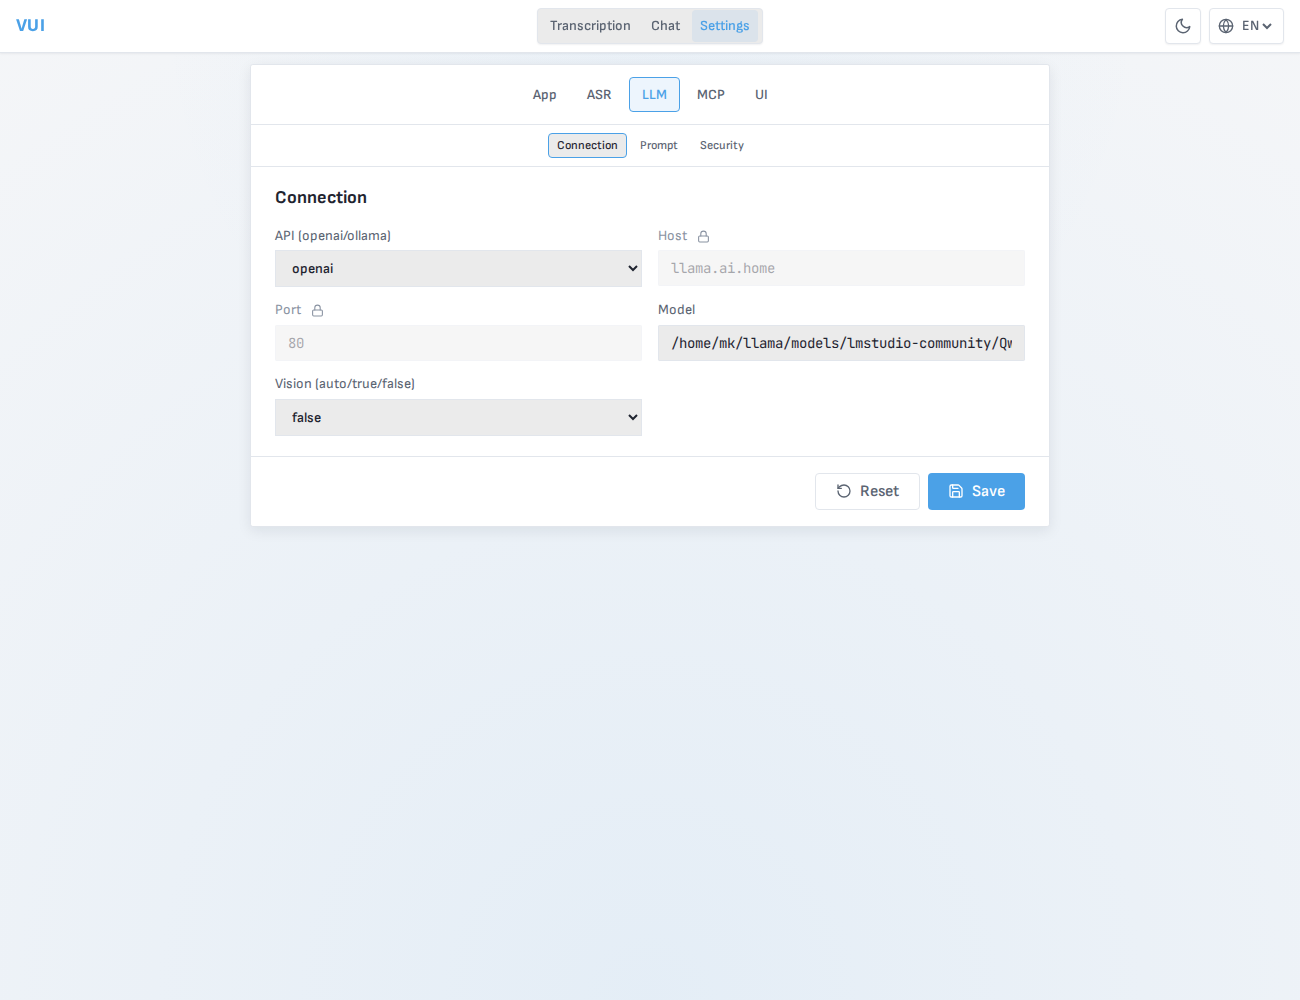 VUI
Transcription Chat Settings
EN
App ASR LLM MCP UI
Connection Prompt Security
Connection
API (openai/ollama) Host
openai llama.ai.home
Port Model
80 /home/mk/llama/models/lmstudio-community/Qw
Vision (auto/true/false)
false
Reset Save